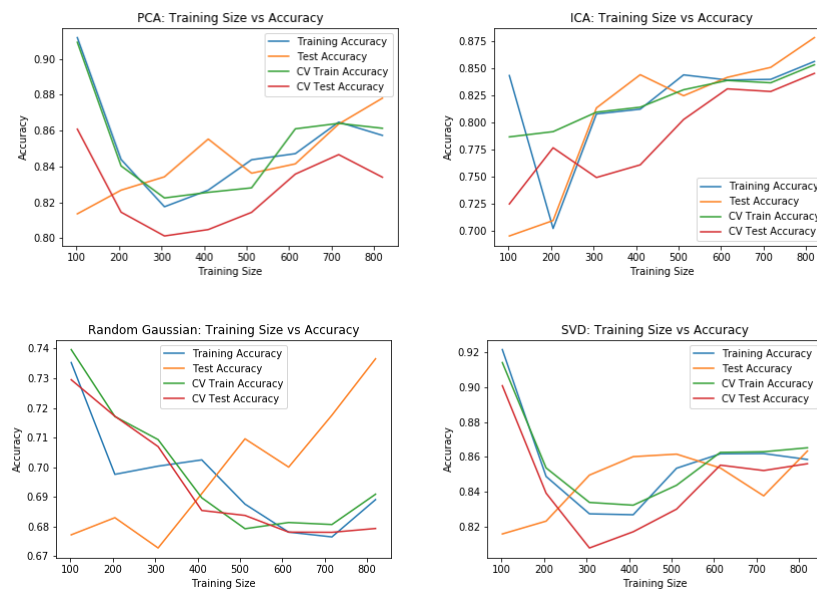 PCA: Training Size vs Accuracy
Accuracy
0.90
0.88
0.86
0.84
0.82
0.80
Training Accuracy
Test Accuracy
CV Train Accuracy
CV Test Accuracy
100 200 300 400 500 600 700 800
Training Size
ICA: Training Size vs Accuracy
Accuracy
0.875
0.850
0.825
0.800
0.775
0.750
0.725
0.700
Training Accuracy
Test Accuracy
CV Train Accuracy
CV Test Accuracy
100 200 300 400 500 600 700 800
Training Size
Random Gaussian: Training Size vs Accuracy
Accuracy
0.74
0.73
0.72
0.71
0.70
0.69
0.68
0.67
Training Accuracy
Test Accuracy
CV Train Accuracy
CV Test Accuracy
100 200 300 400 500 600 700 800
Training Size
SVD: Training Size vs Accuracy
Accuracy
0.92
0.90
0.88
0.86
0.84
0.82
Training Accuracy
Test Accuracy
CV Train Accuracy
CV Test Accuracy
100 200 300 400 500 600 700 800
Training Size